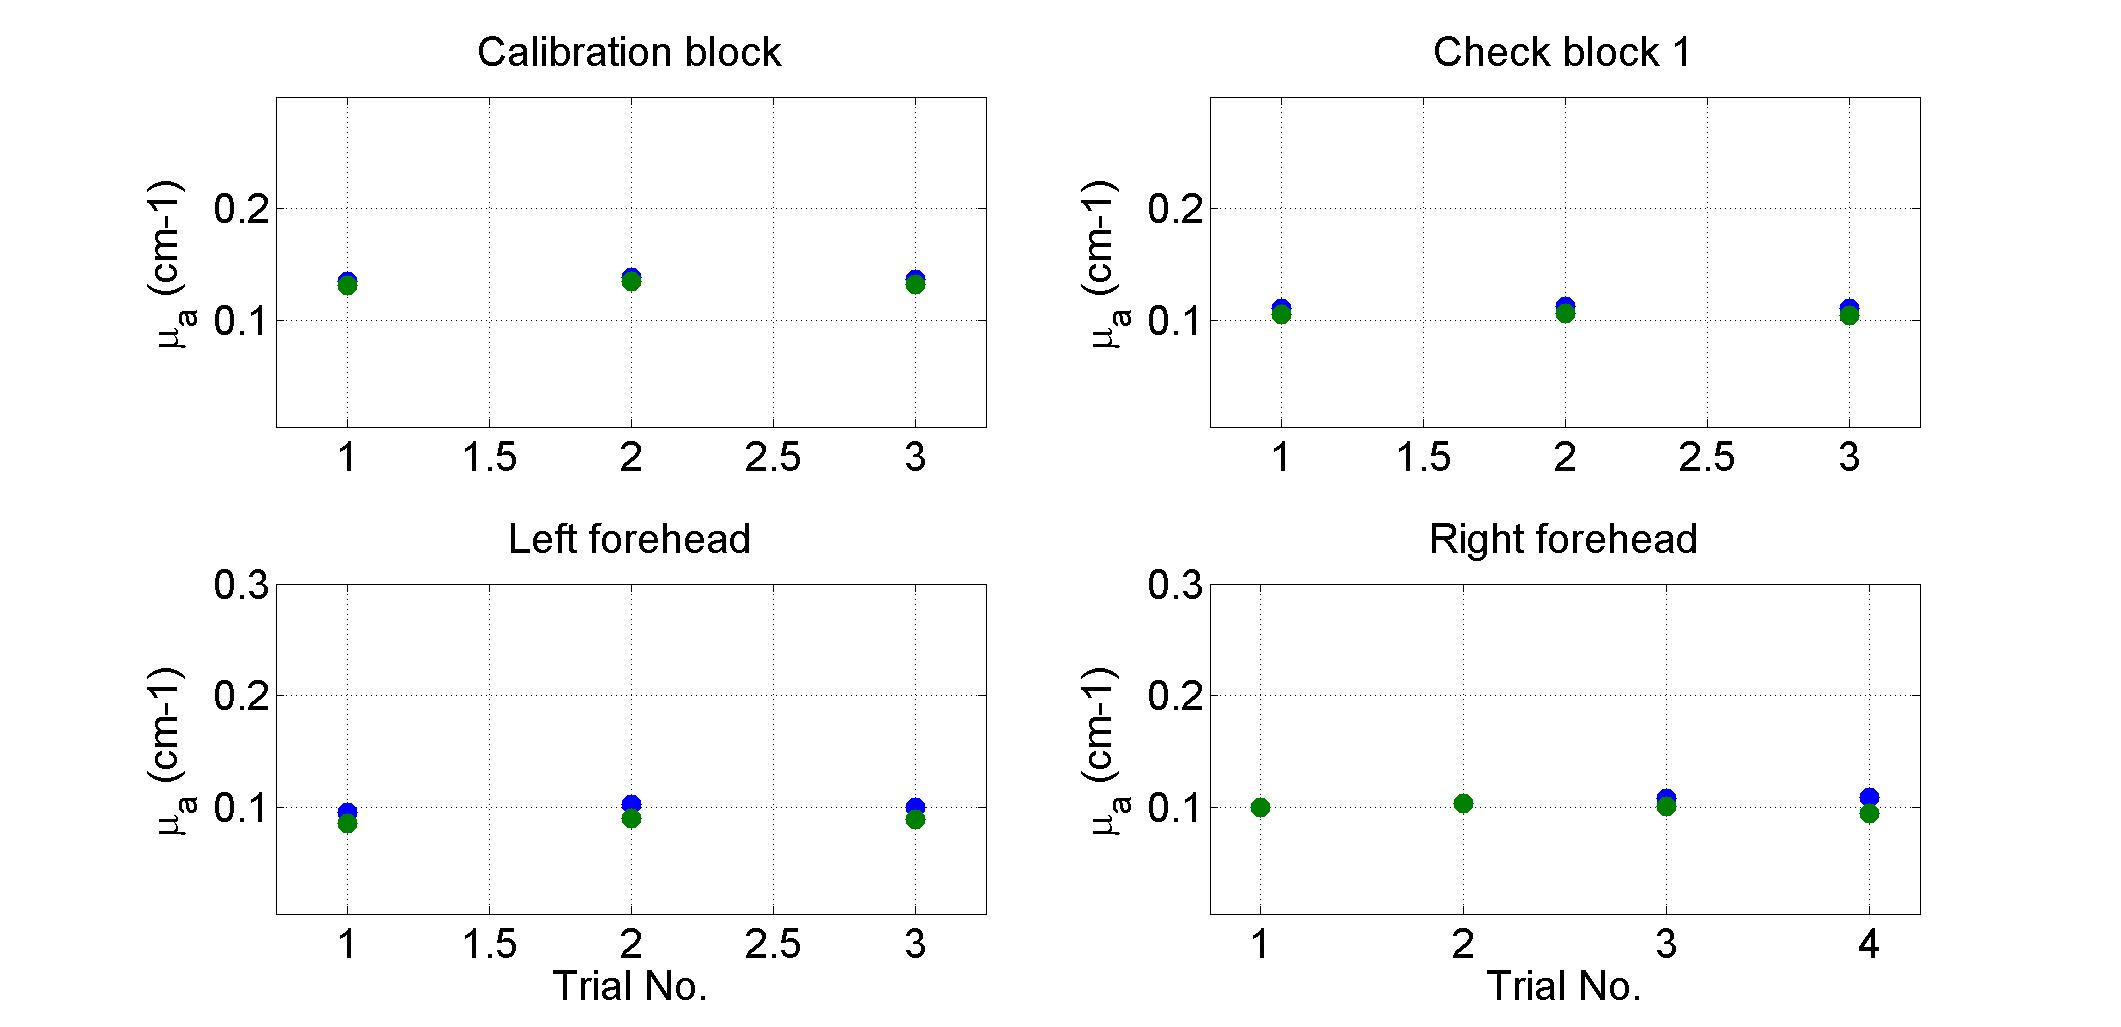 Calibration block
Check block 1
μa (cm-1)
0.2
0.1
1 1.5 2 2.5 3
μa (cm-1)
0.2
0.1
1 1.5 2 2.5 3
Left forehead
Right forehead
μa (cm-1)
0.3
0.2
0.1
1 1.5 2 2.5 3
Trial No.
μa (cm-1)
0.3
0.2
0.1
1 2 3 4
Trial No.